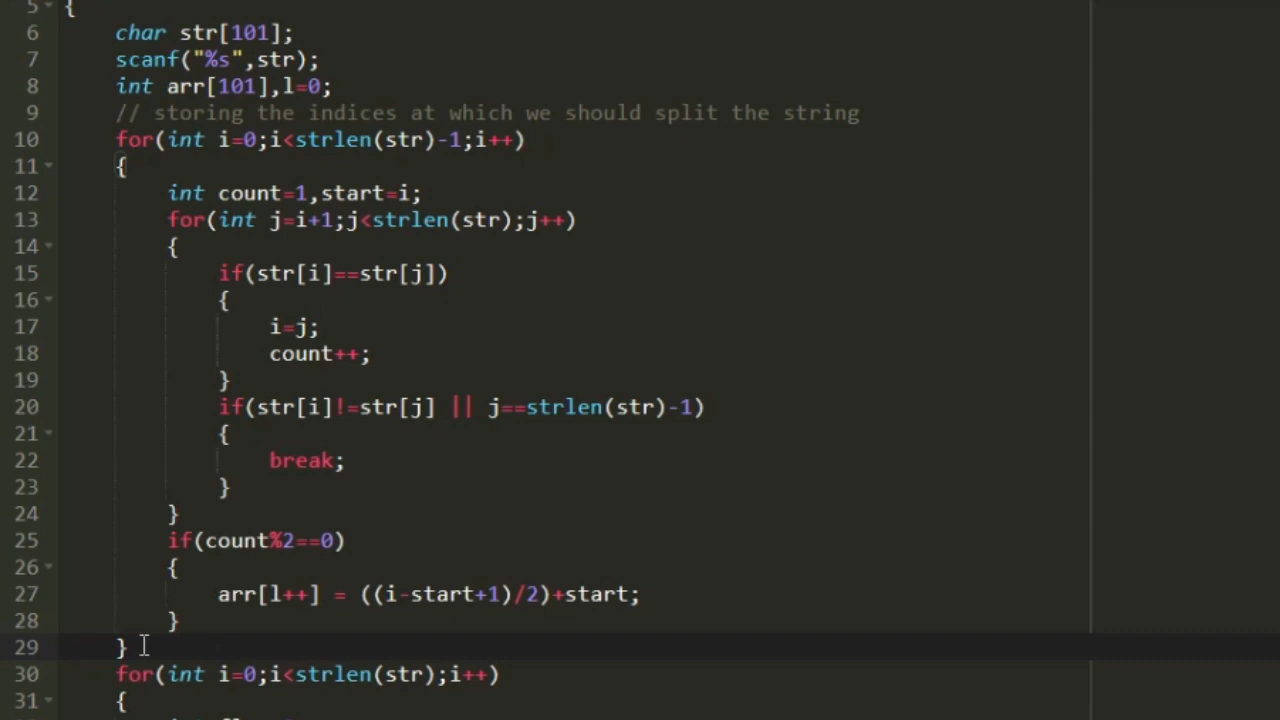 5 {
6 char str[101];
7 scanf("%s",str);
8 int arr[101],l=0;
9 // storing the indices at which we should split the string
10 for(int i=0;i<strlen(str)-1;i++)
11 {
12 int count=1,start=i;
13 for(int j=i+1;j<strlen(str);j++)
14 {
15 if(str[i]==str[j])
16 {
17 i=j;
18 count++;
19 }
20 if(str[i]!=str[j] || j==strlen(str)-1)
21 {
22 break;
23 }
24 }
25 if(count%2==0)
26 {
27 arr[l++] = ((i-start+1)/2)+start;
28 }
29 }
30 for(int i=0;i<strlen(str);i++)
31 {